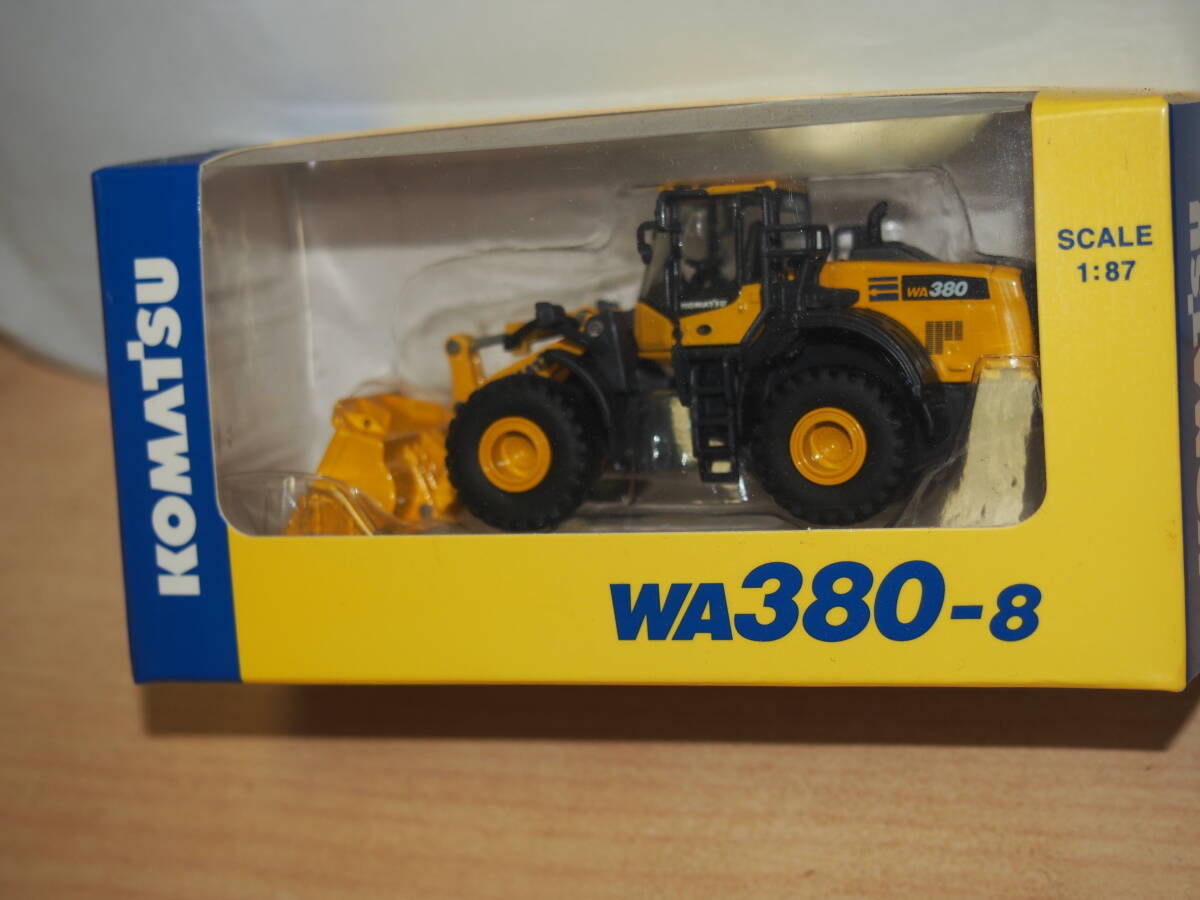 KOMATSU
SCALE
1:87
WA380
KOMATSU
WA380-8